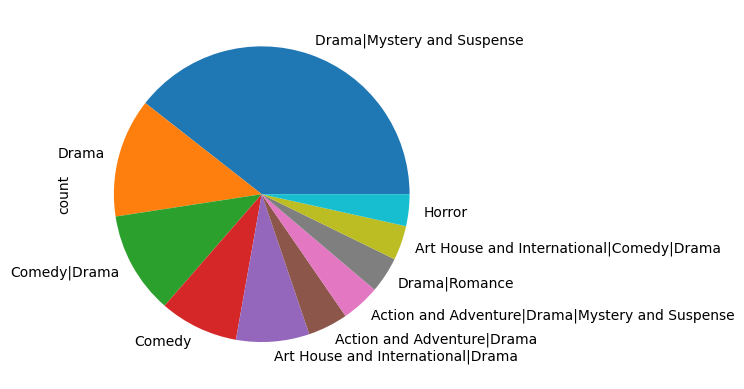 Drama|Mystery and Suspense
Drama
count
Comedy|Drama
Comedy
Art House and International|Drama
Action and Adventure|Drama
Action and Adventure|Drama|Mystery and Suspense
Drama|Romance
Art House and International|Comedy|Drama
Horror